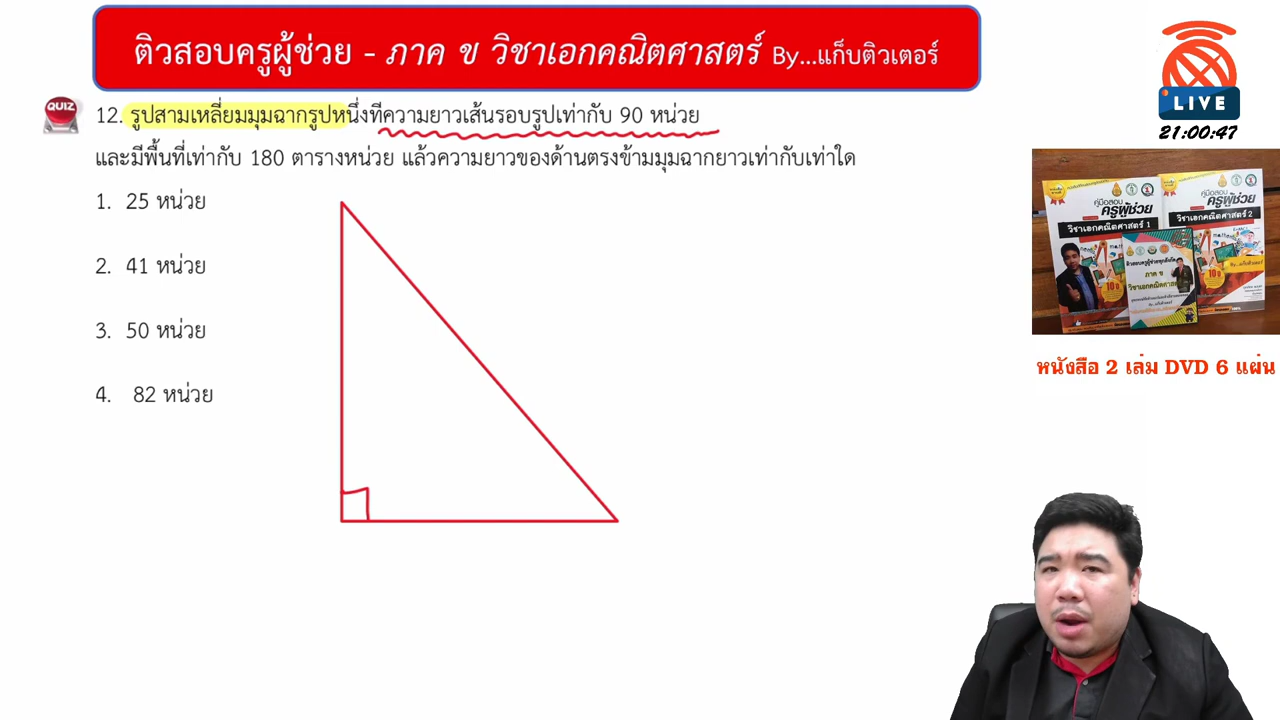 ติวสอบครูผู้ช่วย - ภาค ข วิชาเอกคณิตศาสตร์ By...แก็บติวเตอร์
QUIZ
12. รูปสามเหลี่ยมมุมฉากรูปหนึ่งทีความยาวเส้นรอบรูปเท่ากับ 90 หน่วย
และมีพื้นที่เท่ากับ 180 ตารางหน่วย แล้วความยาวของด้านตรงข้ามมุมฉากยาวเท่ากับเท่าใด
1. 25 หน่วย
2. 41 หน่วย
3. 50 หน่วย
4. 82 หน่วย
LIVE
21:00:47
คู่มือสอบ
ครูผู้ช่วย
วิชาเอกคณิตศาสตร์ 1
คู่มือสอบ
ครูผู้ช่วย
วิชาเอกคณิตศาสตร์ 2
ภาค ข
หนังสือ 2 เล่ม DVD 6 แผ่น